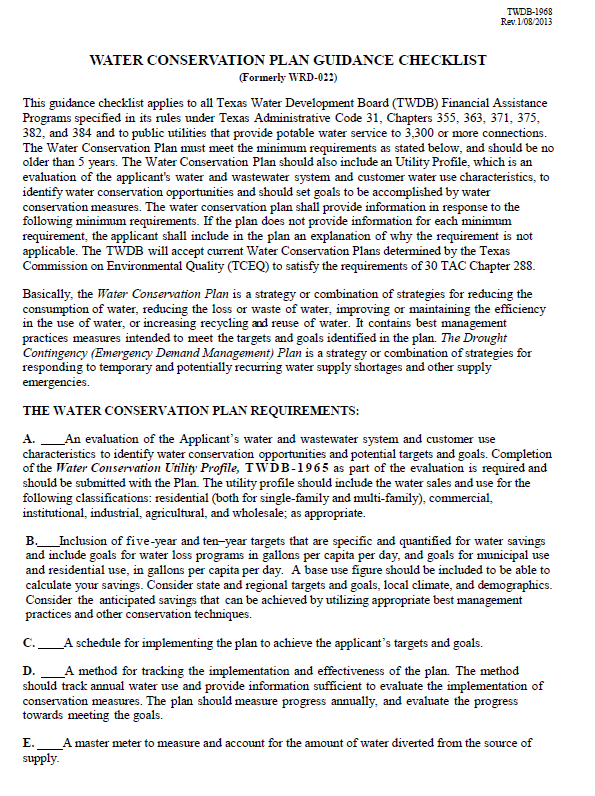 TWDB-1968
Rev.1/08/2013
WATER CONSERVATION PLAN GUIDANCE CHECKLIST
(Formerly WRD-022)
This guidance checklist applies to all Texas Water Development Board (TWDB) Financial Assistance
Programs specified in its rules under Texas Administrative Code 31, Chapters 355, 363, 371, 375,
382, and 384 and to public utilities that provide potable water service to 3,300 or more connections.
The Water Conservation Plan must meet the minimum requirements as stated below, and should be no
older than 5 years. The Water Conservation Plan should also include an Utility Profile, which is an
evaluation of the applicant's water and wastewater system and customer water use characteristics, to
identify water conservation opportunities and should set goals to be accomplished by water
conservation measures. The water conservation plan shall provide information in response to the
following minimum requirements. If the plan does not provide information for each minimum
requirement, the applicant shall include in the plan an explanation of why the requirement is not
applicable. The TWDB will accept current Water Conservation Plans determined by the Texas
Commission on Environmental Quality (TCEQ) to satisfy the requirements of 30 TAC Chapter 288.
Basically, the Water Conservation Plan is a strategy or combination of strategies for reducing the
consumption of water, reducing the loss or waste of water, improving or maintaining the efficiency
in the use of water, or increasing recycling and reuse of water. It contains best management
practices measures intended to meet the targets and goals identified in the plan. The Drought
Contingency (Emergency Demand Management) Plan is a strategy or combination of strategies for
responding to temporary and potentially recurring water supply shortages and other supply
emergencies.
THE WATER CONSERVATION PLAN REQUIREMENTS:
A. ____An evaluation of the Applicant’s water and wastewater system and customer use
characteristics to identify water conservation opportunities and potential targets and goals. Completion
of the Water Conservation Utility Profile, TWDB-1965 as part of the evaluation is required and
should be submitted with the Plan. The utility profile should include the water sales and use for the
following classifications: residential (both for single-family and multi-family), commercial,
institutional, industrial, agricultural, and wholesale; as appropriate.
B.____Inclusion of five-year and ten–year targets that are specific and quantified for water savings
and include goals for water loss programs in gallons per capita per day, and goals for municipal use
and residential use, in gallons per capita per day. A base use figure should be included to be able to
calculate your savings. Consider state and regional targets and goals, local climate, and demographics.
Consider the anticipated savings that can be achieved by utilizing appropriate best management
practices and other conservation techniques.
C. ____A schedule for implementing the plan to achieve the applicant’s targets and goals.
D. ____A method for tracking the implementation and effectiveness of the plan. The method
should track annual water use and provide information sufficient to evaluate the implementation of
conservation measures. The plan should measure progress annually, and evaluate the progress
towards meeting the goals.
E. ____A master meter to measure and account for the amount of water diverted from the source of
supply.